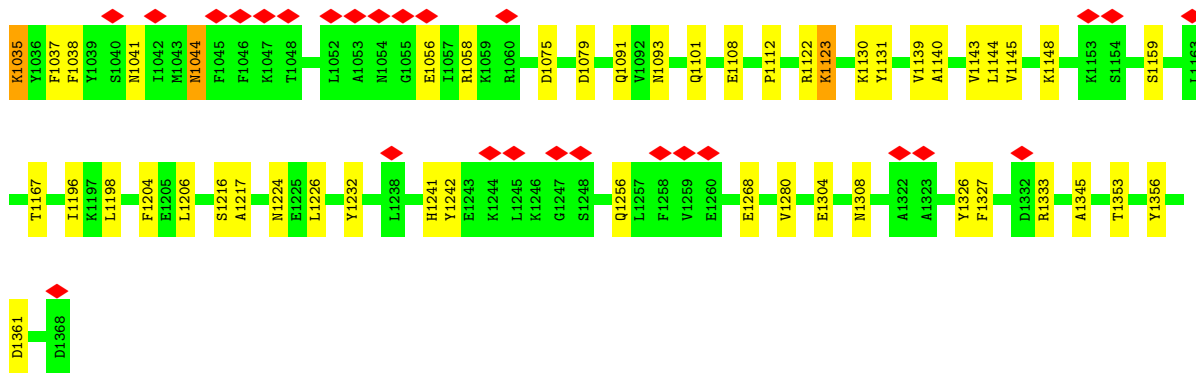 K1035 Y1036 F1037 F1038 Y1039 S1040 N1041 I1042 M1043 N1044 F1045 F1046 K1047 T1048 L1052 A1053 N1054 G1055 E1056 I1057 R1058 K1059 R1060 D1075 D1079 Q1091 V1092 N1093 Q1101 E1108 P1112 R1122 K1123 K1130 Y1131 V1139 A1140 V1143 L1144 V1145 K1148 K1153 S1154 S1159 L1163
T1167 I1196 K1197 L1198 F1204 E1205 L1206 S1216 A1217 N1224 E1225 L1226 Y1232 L1238 H1241 Y1242 E1243 K1244 L1245 K1246 G1247 S1248 Q1256 L1257 F1258 V1259 E1260 E1268 V1280 E1304 N1308 A1322 A1323 Y1326 F1327 D1332 R1333 A1345 T1353 Y1356
D1361 D1368